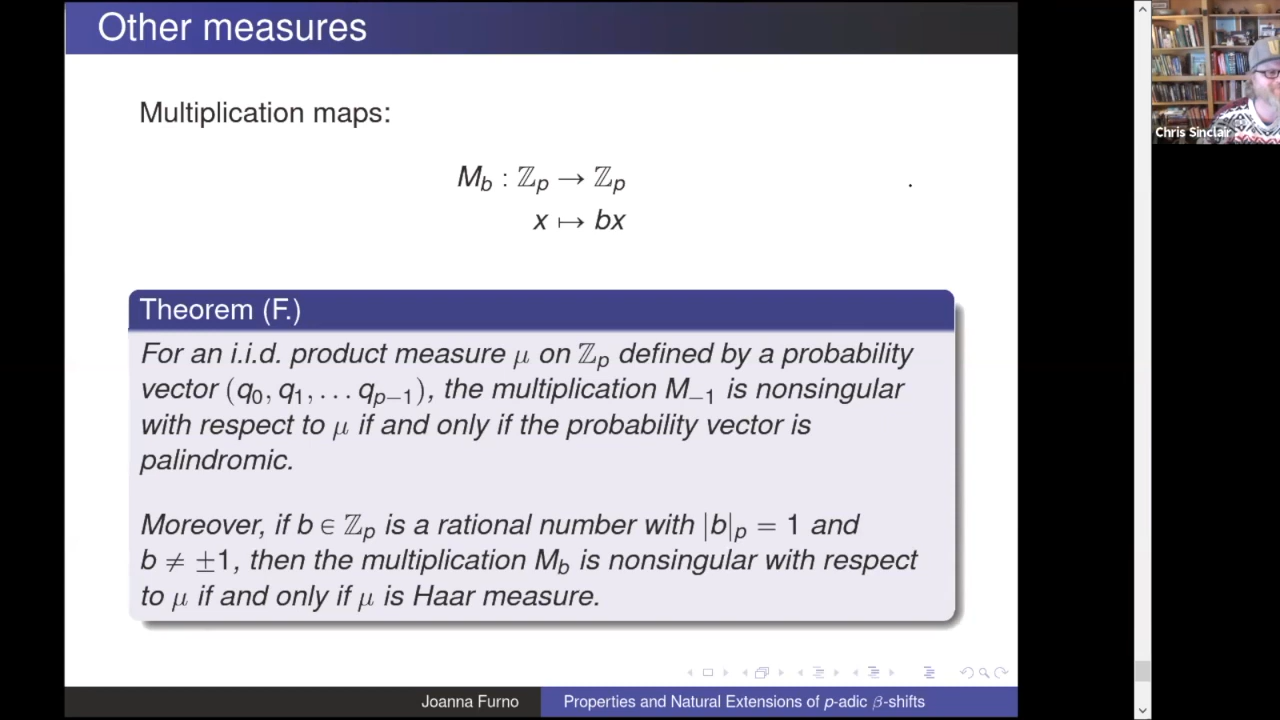 Other measures
Multiplication maps:
M_b : ℤ_p → ℤ_p
x ↦ bx
.
Theorem (F.)
For an i.i.d. product measure μ on ℤ_p defined by a probability
vector (q_0, q_1, . . . q_{p−1}), the multiplication M_{−1} is nonsingular
with respect to μ if and only if the probability vector is
palindromic.
Moreover, if b ∈ ℤ_p is a rational number with |b|_p = 1 and
b ≠ ±1, then the multiplication M_b is nonsingular with respect
to μ if and only if μ is Haar measure.
Joanna Furno
Properties and Natural Extensions of p-adic β-shifts
Chris Sinclair